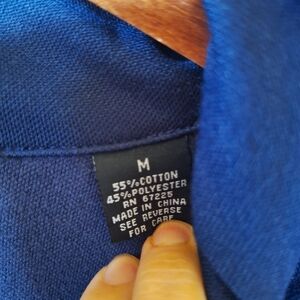 M
55%COTTON
45%POLYESTER
RN 67225
MADE IN CHINA
SEE REVERSE
FOR CARE